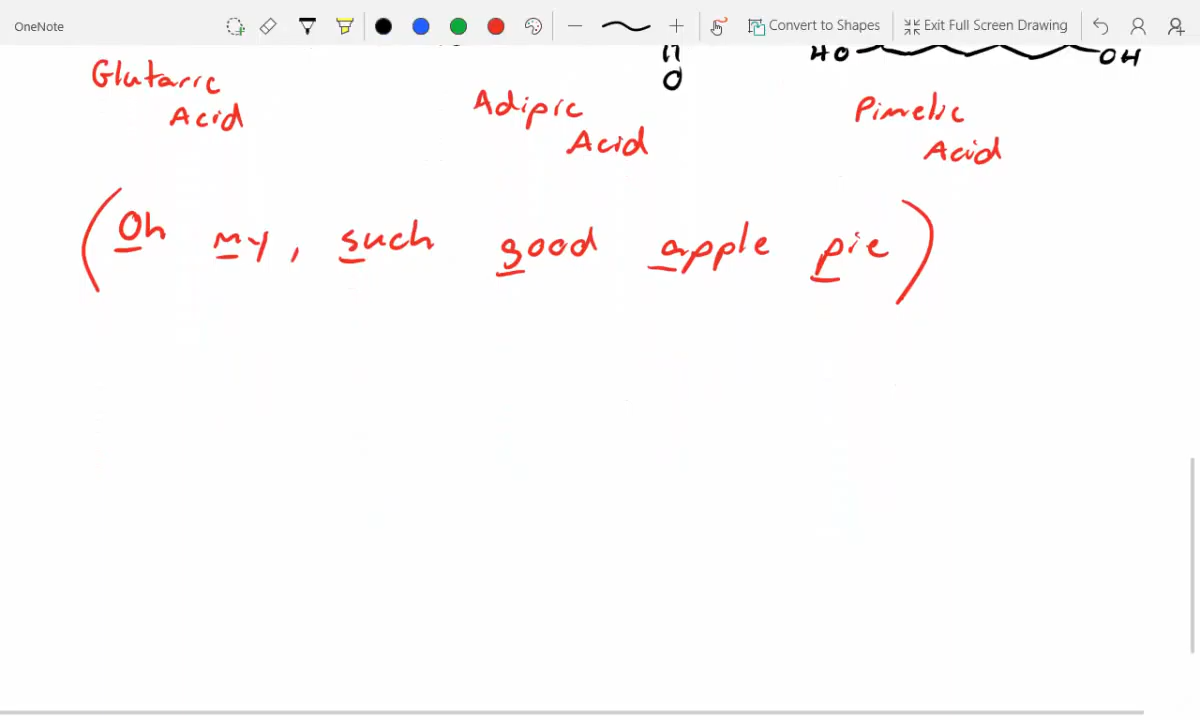 OneNote
Convert to Shapes
Exit Full Screen Drawing
HO OH
O
Glutaric
Acid
Adipic
Acid
Pimelic
Acid
(Oh my, such good apple pie)